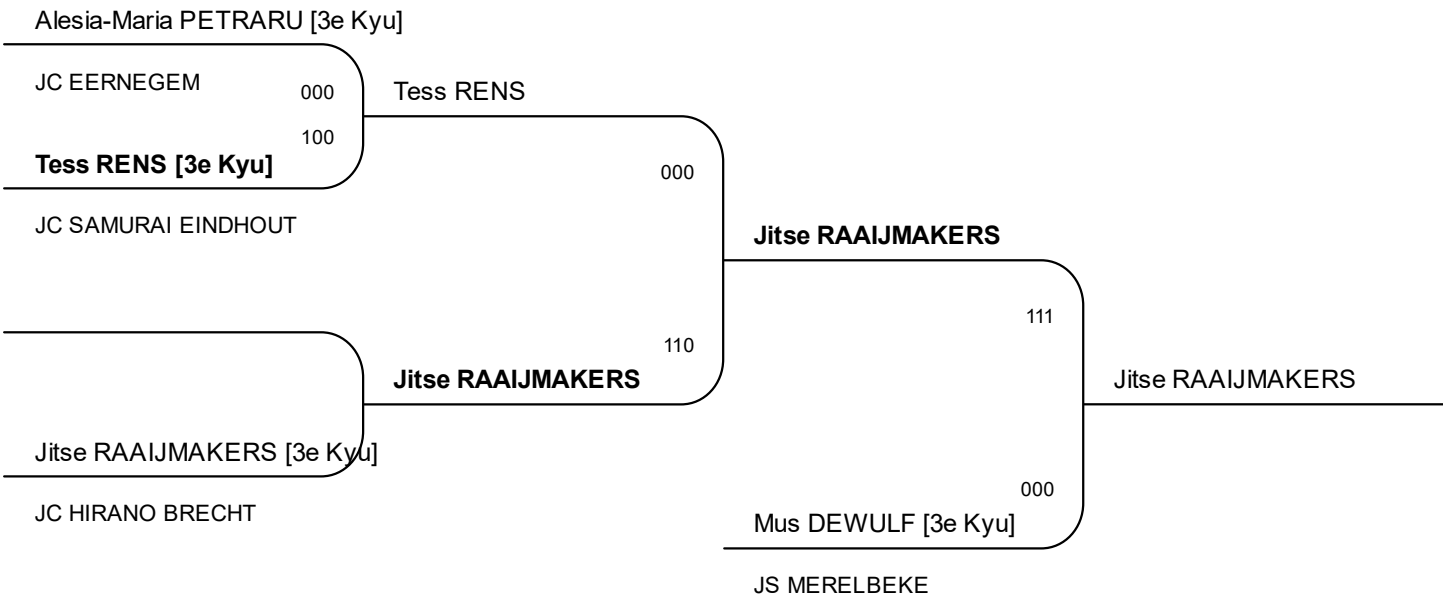 Alesia-Maria PETRARU [3e Kyu]
JC EERNEGEM
000
Tess RENS
100
Tess RENS [3e Kyu]
000
JC SAMURAI EINDHOUT
Jitse RAAIJMAKERS
111
110
Jitse RAAIJMAKERS
Jitse RAAIJMAKERS
Jitse RAAIJMAKERS [3e Kyu]
000
JC HIRANO BRECHT
Mus DEWULF [3e Kyu]
JS MERELBEKE